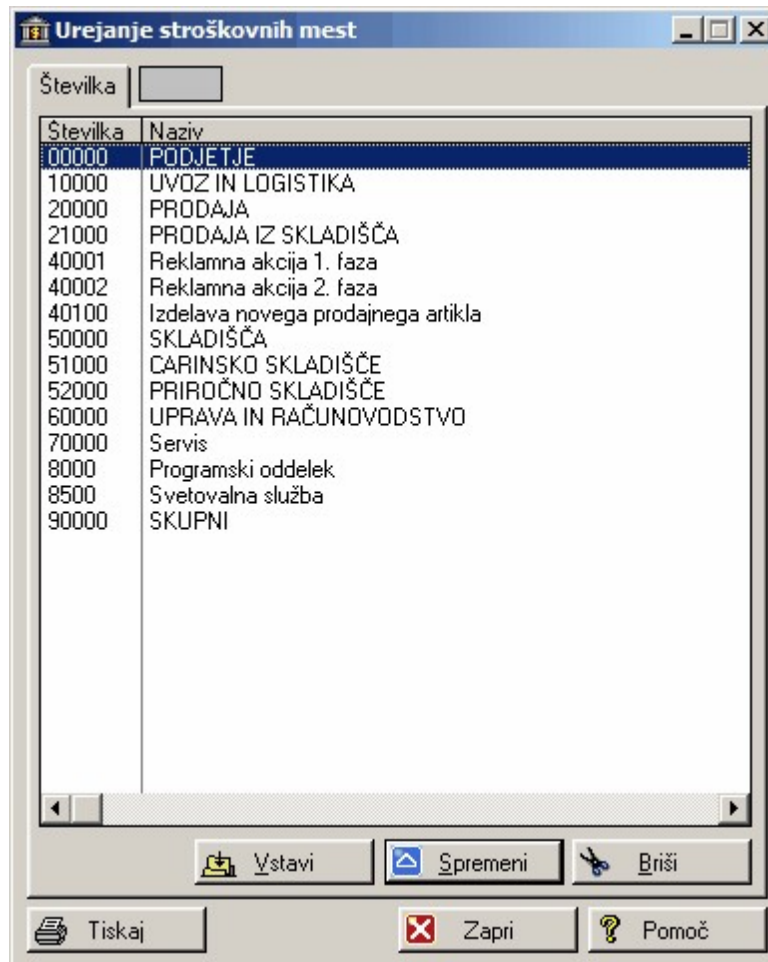 Urejanje stroškovnih mest
Številka
Številka Naziv
00000 PODJETJE
10000 UVOZ IN LOGISTIKA
20000 PRODAJA
21000 PRODAJA IZ SKLADIŠČA
40001 Reklamna akcija 1. faza
40002 Reklamna akcija 2. faza
40100 Izdelava novega prodajnega artikla
50000 SKLADIŠČA
51000 CARINSKO SKLADIŠČE
52000 PRIROČNO SKLADIŠČE
60000 UPRAVA IN RAČUNOVODSTVO
70000 Servis
8000 Programski oddelek
8500 Svetovalna služba
90000 SKUPNI
Vstavi Spremeni Briši
Tiskaj Zapri Pomoč